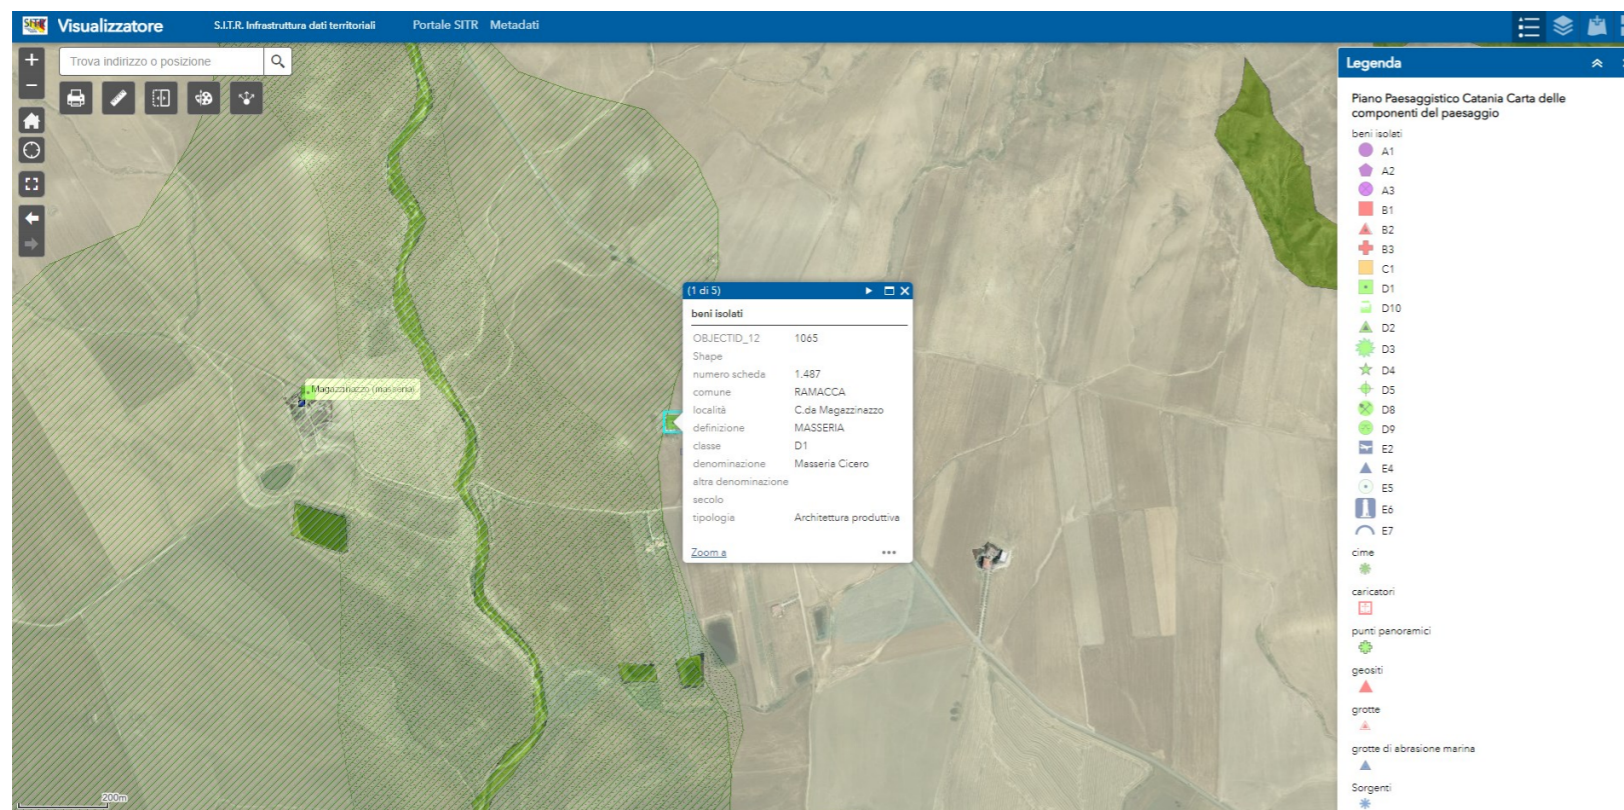 SITR Visualizzatore S.I.T.R. Infrastruttura dati territoriali Portale SITR Metadati
Trova indirizzo o posizione
Magazzinazzo (masseria)
(1 di 5)
beni isolati
OBJECTID_12 1065
Shape
numero scheda 1.487
comune RAMACCA
località C.da Magazzinazzo
definizione MASSERIA
classe D1
denominazione Masseria Cicero
altra denominazione
secolo
tipologia Architettura produttiva
Zoom a
200m
Legenda
Piano Paesaggistico Catania Carta delle
componenti del paesaggio
beni isolati
A1
A2
A3
B1
B2
B3
C1
D1
D10
D2
D3
D4
D5
D8
D9
E2
E4
E5
E6
E7
cime
caricatori
punti panoramici
geositi
grotte
grotte di abrasione marina
Sorgenti